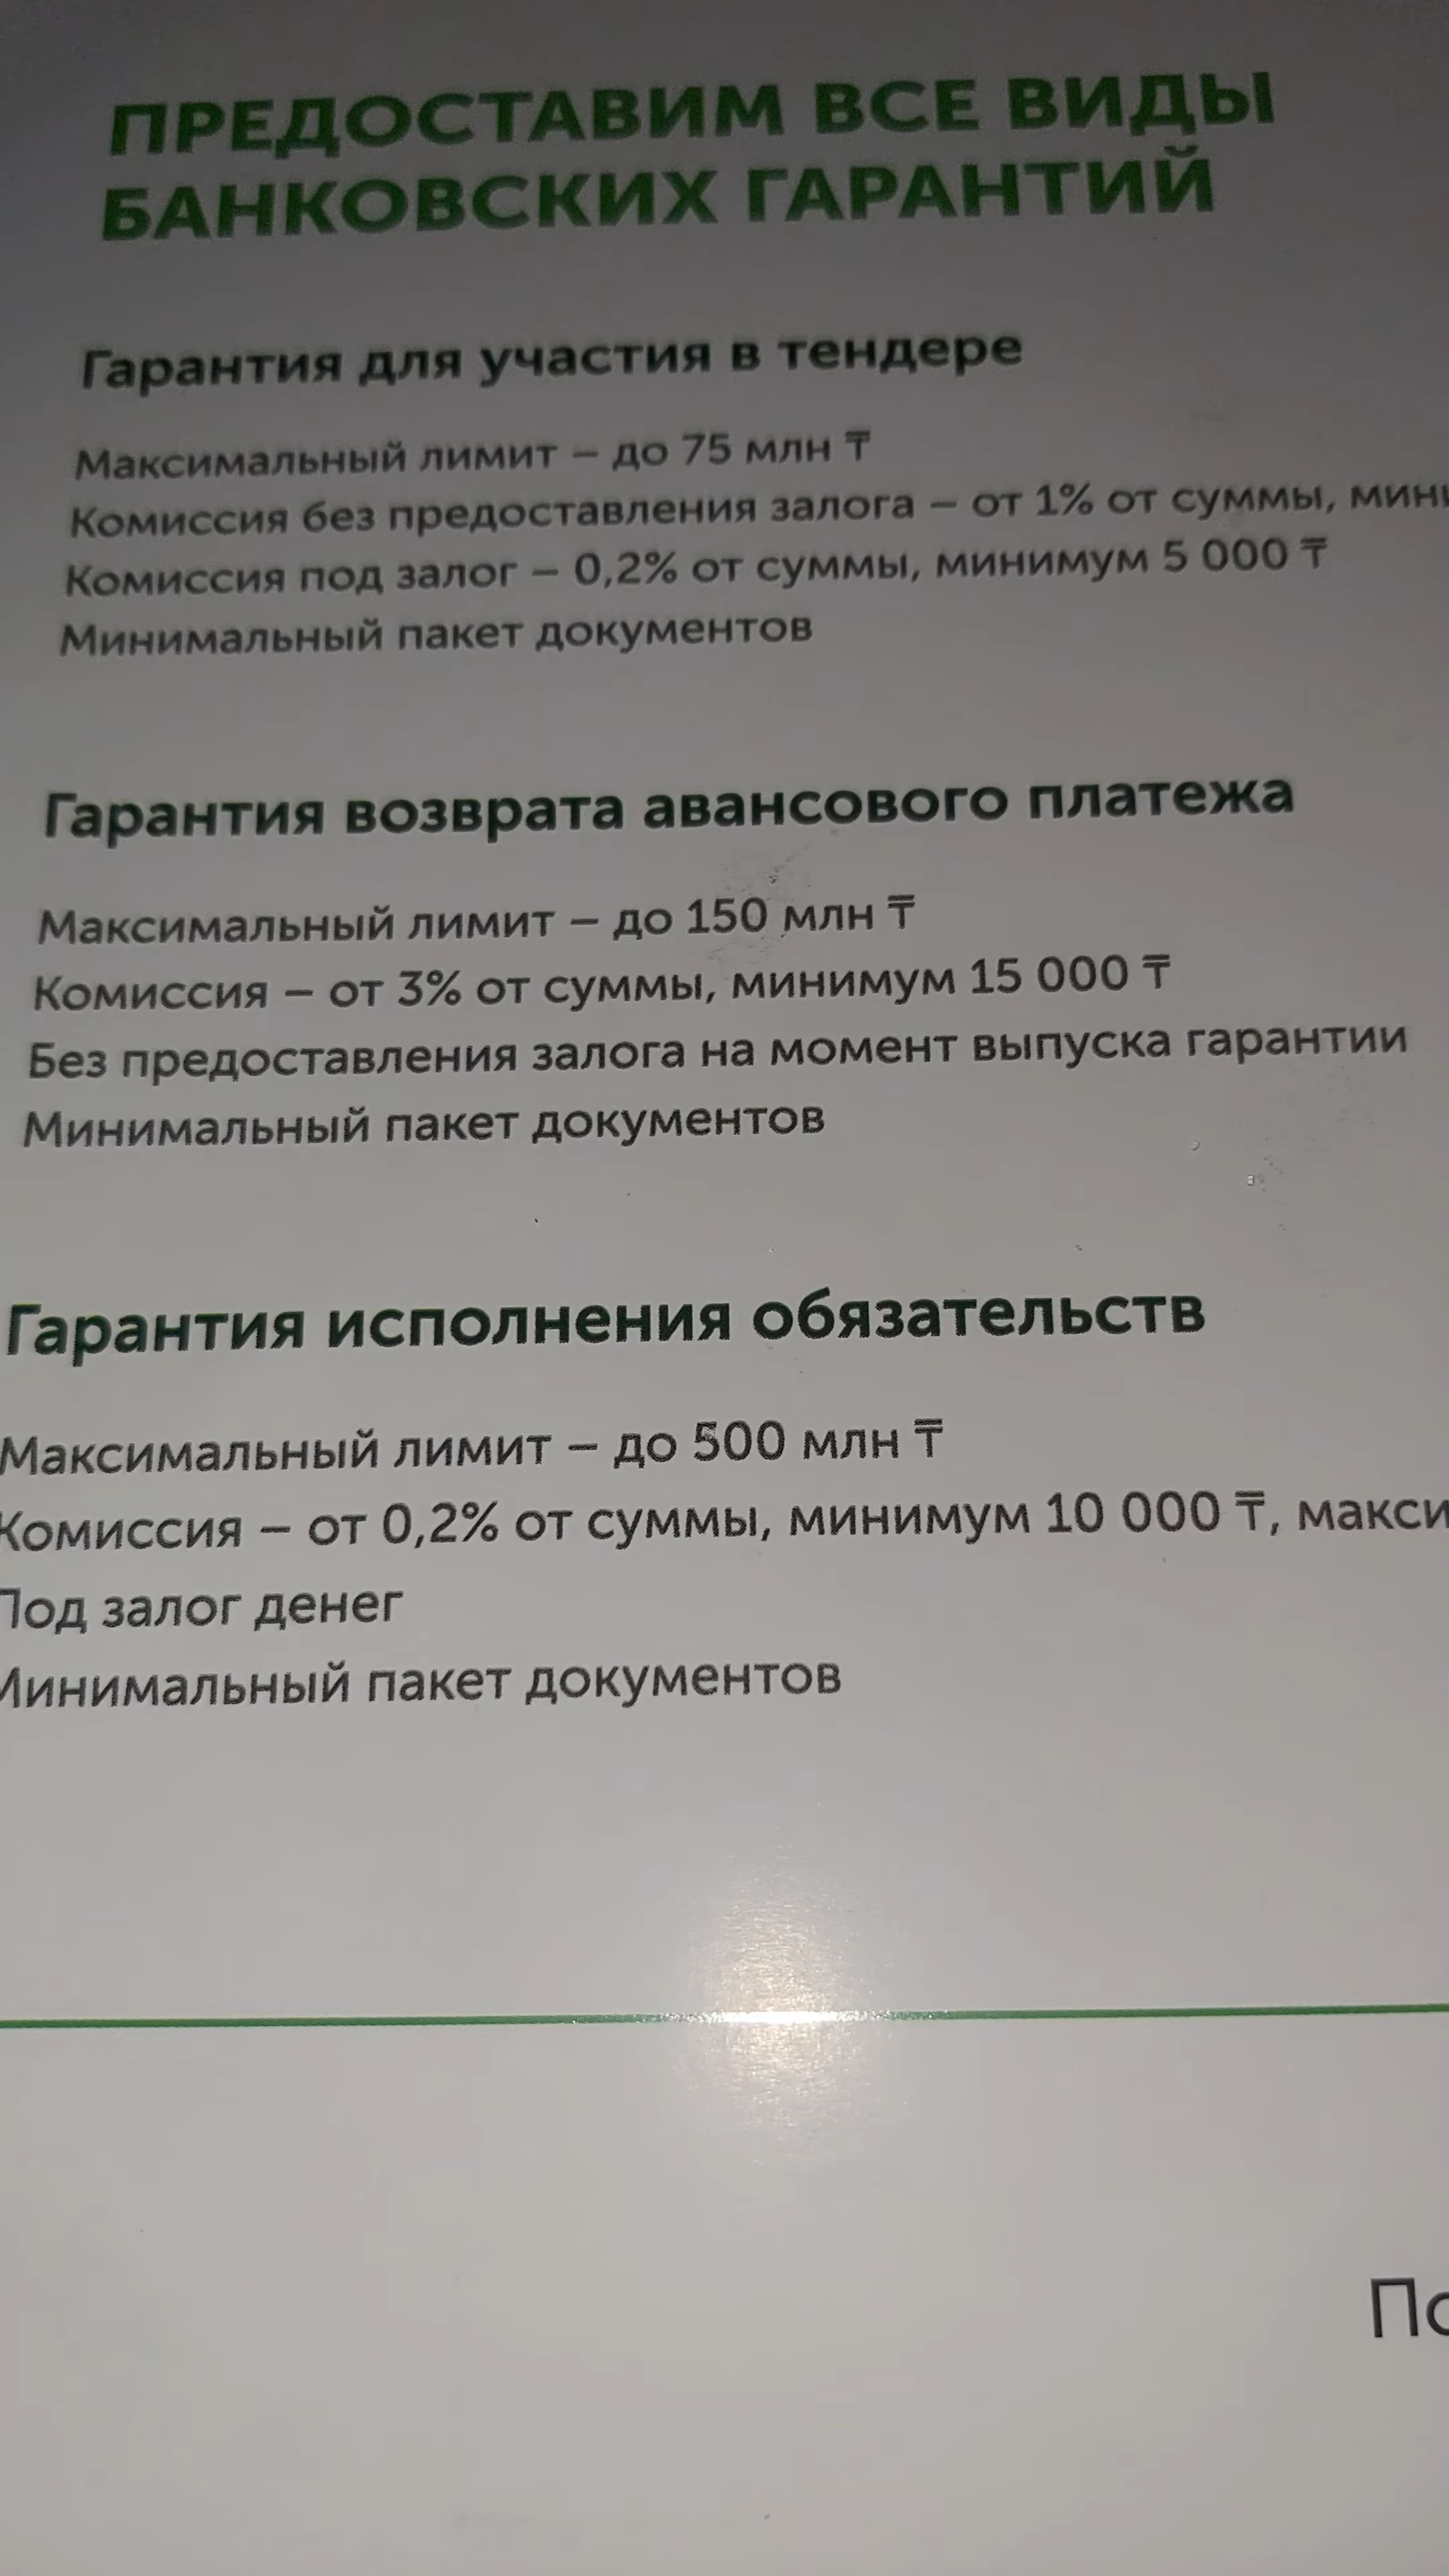 ПРЕДОСТАВИМ ВСЕ ВИДЫ
БАНКОВСКИХ ГАРАНТИЙ
Гарантия для участия в тендере
Максимальный лимит – до 75 млн ₸
Комиссия без предоставления залога – от 1% от суммы,
Комиссия под залог – 0,2% от суммы, минимум 5 000 ₸
Минимальный пакет документов
Гарантия возврата авансового платежа
Максимальный лимит – до 150 млн ₸
Комиссия – от 3% от суммы, минимум 15 000 ₸
Без предоставления залога на момент выпуска гарантии
Минимальный пакет документов
Гарантия исполнения обязательств
Максимальный лимит – до 500 млн ₸
Комиссия – от 0,2% от суммы, минимум 10 000 ₸,
Под залог денег
Минимальный пакет документов